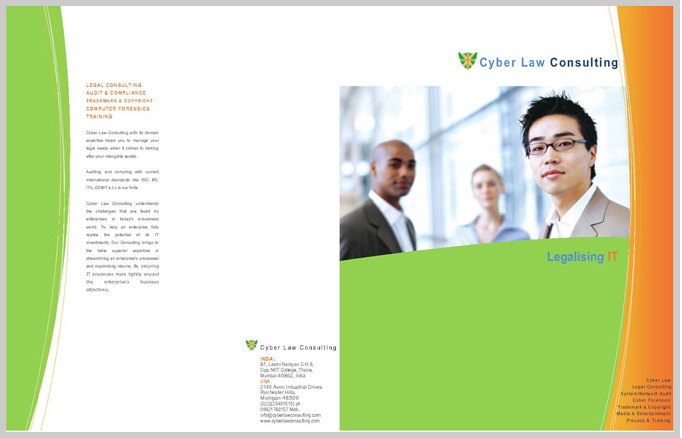 LEGAL CONSULTING
AUDIT & COMPLIANCE
TRADEMARK & COPYRIGHT
COMPUTER FORENSICS
TRAINING
Cyber Law Consulting with its domain
expertise helps you to manage your
legal needs when it comes to looking
after your intangible assets.
Auditing and complying with current
international standards like ISO, BS,
ITIL, COBIT e.t.c is our forte.
Cyber Law Consulting understands
the challenges that are faced by
enterprises in today's e-business
world. To help an enterprise fully
realize the potential of its IT
investments. Our Consulting brings to
the table superior expertise in
streamlining an enterprise's processes
and maximizing returns. By securing
IT processes more tightly around
the enterprise's business
objectives.
Cyber Law Consulting
INDIA :
B1, Laxmi Narayan C.H.B,
Opp.NKT College, Thane,
Mumbai 400602, India
USA
2140 Avon Industrial Drives
Rochester Hills,
Michigan 48309
(022)25401515 ph
09821763157 Mob
info@cyberlawconsulting.com
www.cyberlawconsulting.com
Cyber Law Consulting
Legalising IT
Cyber Law
Legal Consulting
System/Network Audit
Cyber Forensics
Trademark & Copyright
Media & Entertaintment
Process & Training